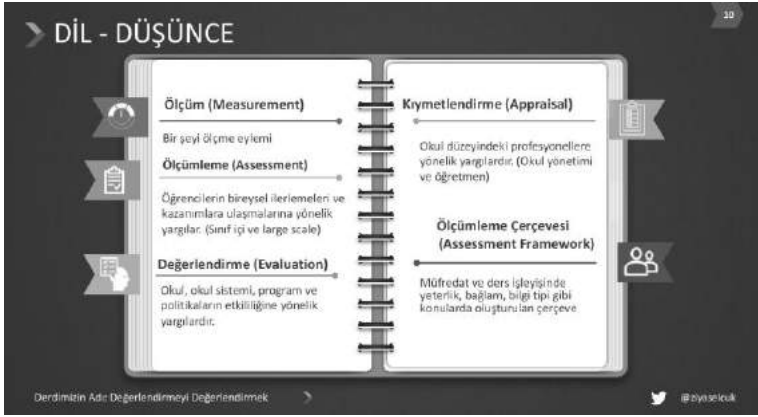 10
DİL - DÜŞÜNCE
Ölçüm (Measurement)
Bir şeyi ölçme eylemi
Ölçümleme (Assessment)
Öğrencilerin bireysel ilerlemeleri ve
kazanımlara ulaşmalarına yönelik
yargılar. (Sınıf içi ve large scale)
Değerlendirme (Evaluation)
Okul, okul sistemi, program ve
politikaların etkililiğine yönelik
yargılardır.
Kıymetlendirme (Appraisal)
Okul düzeyindeki profesyonellere
yönelik yargılardır. (Okul yönetimi
ve öğretmen)
Ölçümleme Çerçevesi
(Assessment Framework)
Müfredat ve ders işleyişinde
yeterlik, bağlam, bilgi tipi gibi
konularda oluşturulan çerçeve
Derdimizin Adı: Değerlendirmeyi Değerlendirmek
@ziyaselcuk